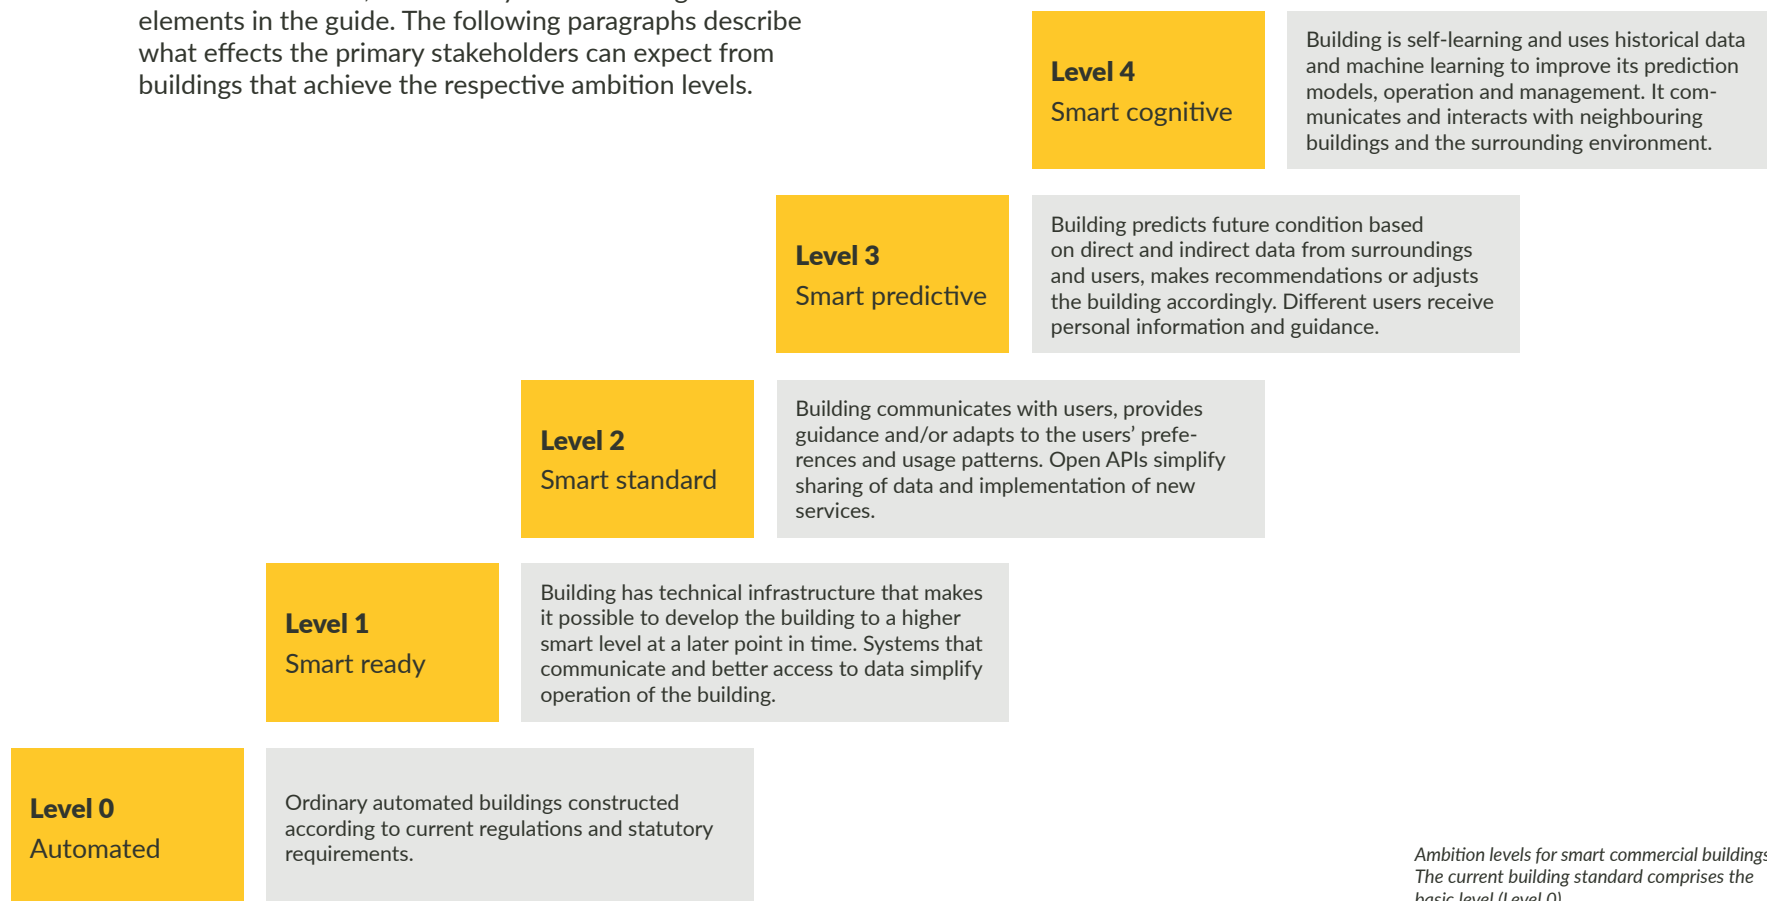 elements in the guide. The following paragraphs describe
what effects the primary stakeholders can expect from
buildings that achieve the respective ambition levels.
Level 4
Smart cognitive
Building is self-learning and uses historical data
and machine learning to improve its prediction
models, operation and management. It com-
municates and interacts with neighbouring
buildings and the surrounding environment.
Level 3
Smart predictive
Building predicts future condition based
on direct and indirect data from surroundings
and users, makes recommendations or adjusts
the building accordingly. Different users receive
personal information and guidance.
Level 2
Smart standard
Building communicates with users, provides
guidance and/or adapts to the users’ prefe-
rences and usage patterns. Open APIs simplify
sharing of data and implementation of new
services.
Level 1
Smart ready
Building has technical infrastructure that makes
it possible to develop the building to a higher
smart level at a later point in time. Systems that
communicate and better access to data simplify
operation of the building.
Level 0
Automated
Ordinary automated buildings constructed
according to current regulations and statutory
requirements.
Ambition levels for smart commercial buildings
The current building standard comprises the
basic level (Level 0)